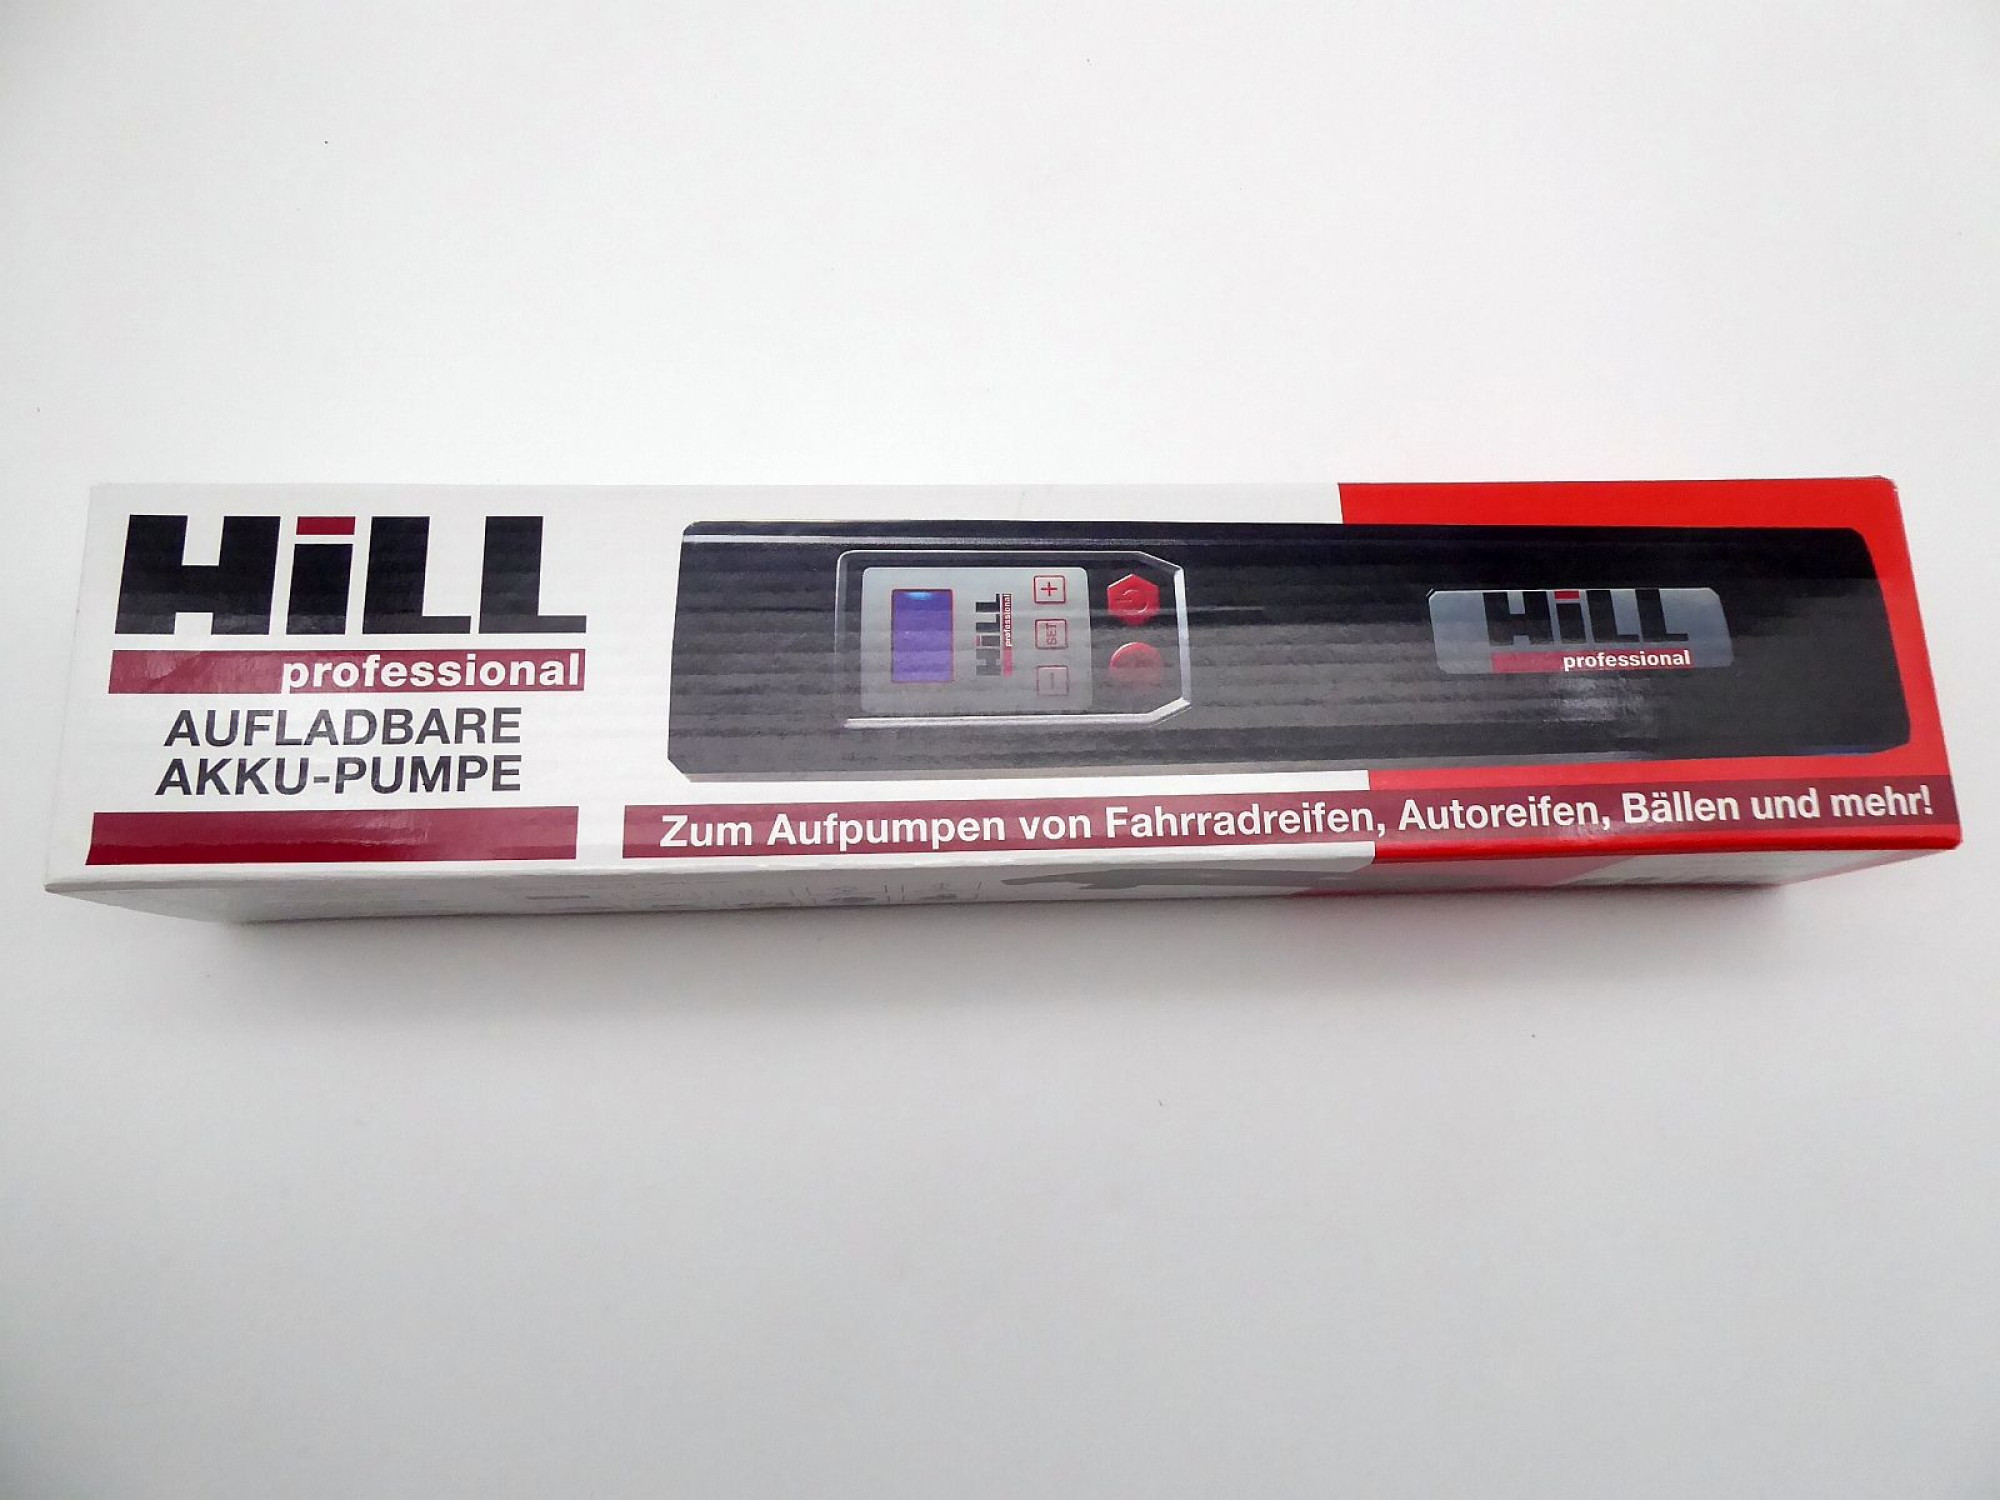 HiLL
professional
AUFLADBARE
AKKU-PUMPE
HiLL
professional
+
SET
−
HiLL
professional
Zum Aufpumpen von Fahrradreifen, Autoreifen, Bällen und mehr!